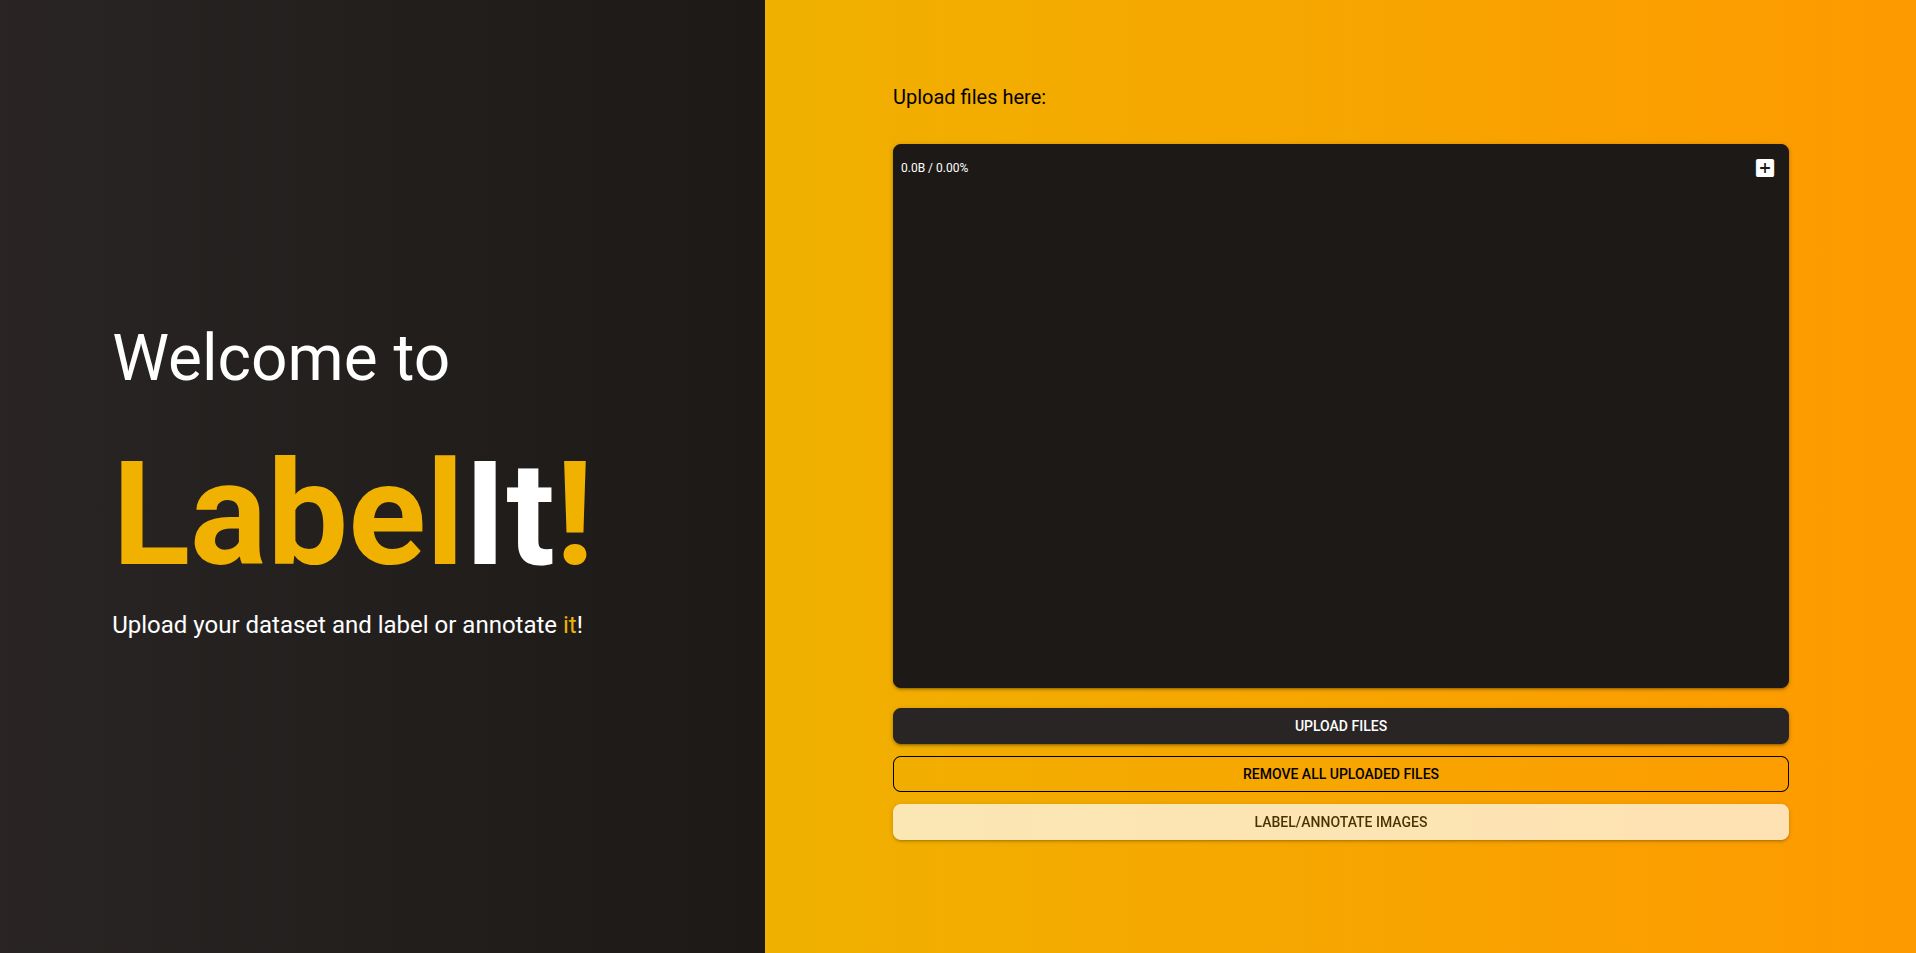 Welcome to
LabelIt!
Upload your dataset and label or annotate it!
Upload files here:
0.0B / 0.00%
UPLOAD FILES
REMOVE ALL UPLOADED FILES
LABEL/ANNOTATE IMAGES